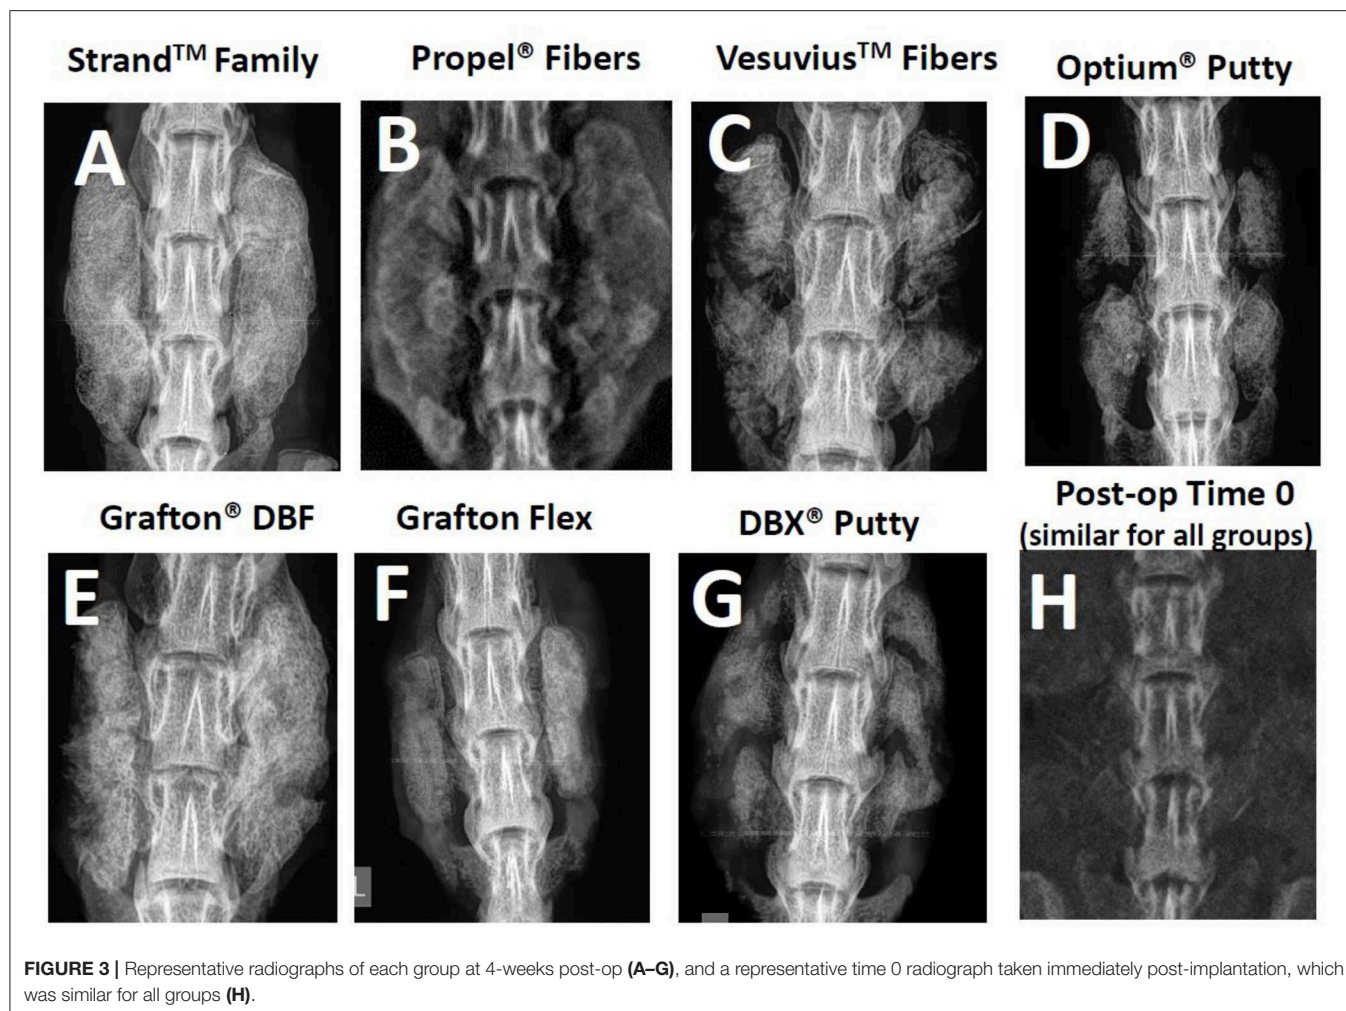 Strand™ Family
Propel® Fibers
Vesuvius™ Fibers
Optium® Putty
A
B
C
D
Grafton® DBF
Grafton Flex
DBX® Putty
Post-op Time 0
(similar for all groups)
E
F
G
H
L
FIGURE 3 | Representative radiographs of each group at 4-weeks post-op (A–G), and a representative time 0 radiograph taken immediately post-implantation, which
was similar for all groups (H).